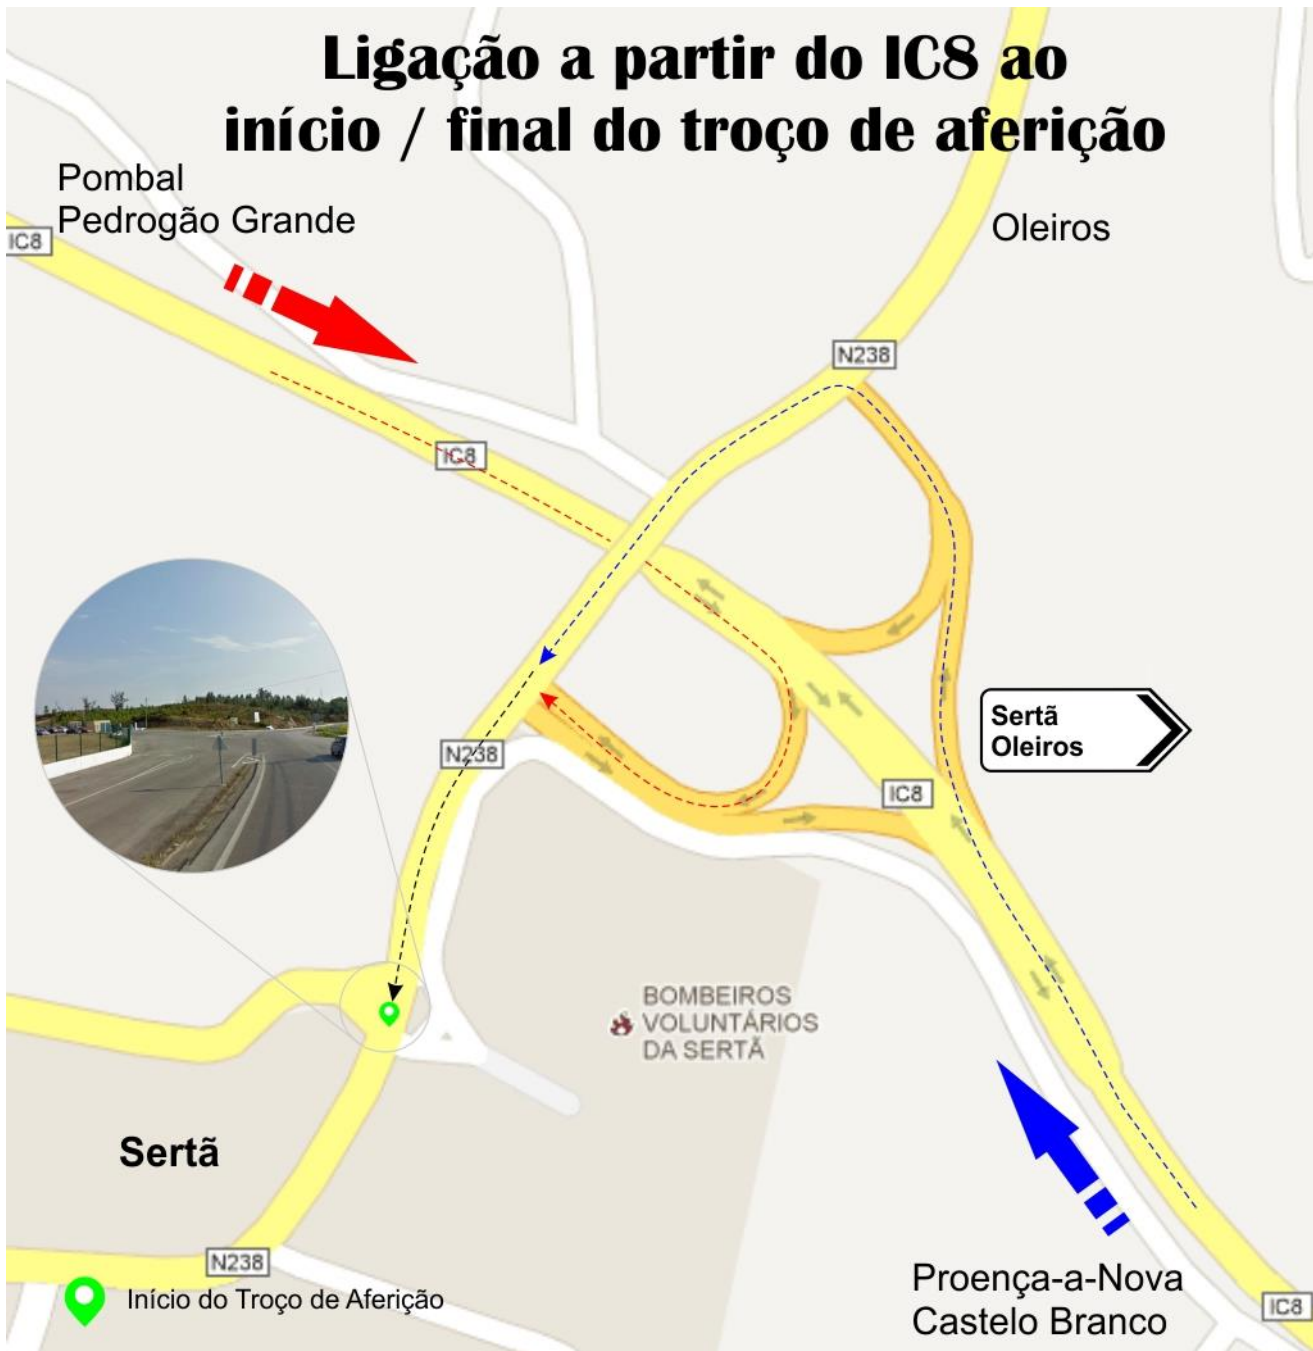 Ligação a partir do IC8 ao
início / final do troço de aferição
Pombal
Pedrogão Grande
Oleiros
IC8
N238
IC8
Sertã
Oleiros
N238
IC8
BOMBEIROS
VOLUNTÁRIOS
DA SERTÃ
Sertã
N238
Início do Troço de Aferição
Proença-a-Nova
Castelo Branco
IC8